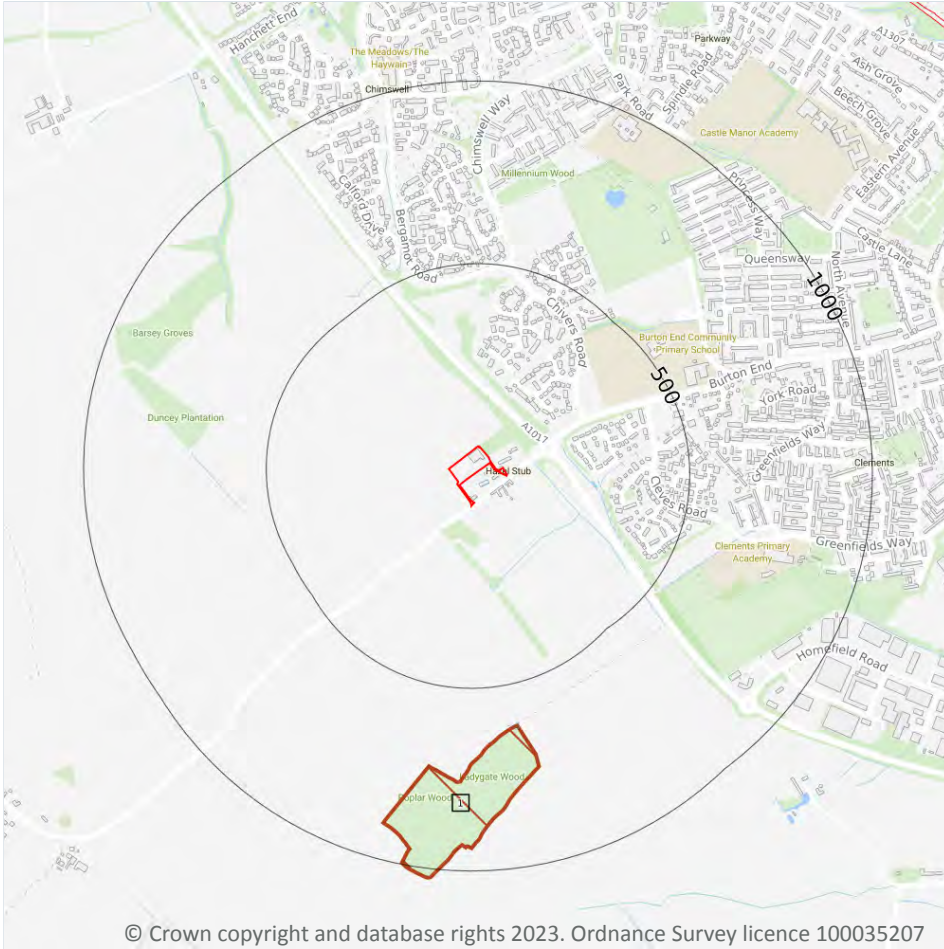 Hanchett End
The Meadows/The
Haywain
Chimswell
Parkway
A1307
Ash Grove
Beech Grove
Park Road
Spindle Road
Chimswell Way
Castle Manor Academy
Eastern Avenue
Millennium Wood
Calford Drive
Bergamot Road
Princess Way
Queensway
North Avenue
Castle Lane
1000
Chivers Road
Barsey Groves
Burton End Community
Primary School
500
Burton End
York Road
Duncey Plantation
A1017
Greenfields Way
Hazel Stub
Clements
Cleves Road
Greenfields Way
Clements Primary
Academy
Homefield Road
Ladygate Wood
Poplar Wood
1
© Crown copyright and database rights 2023. Ordnance Survey licence 100035207